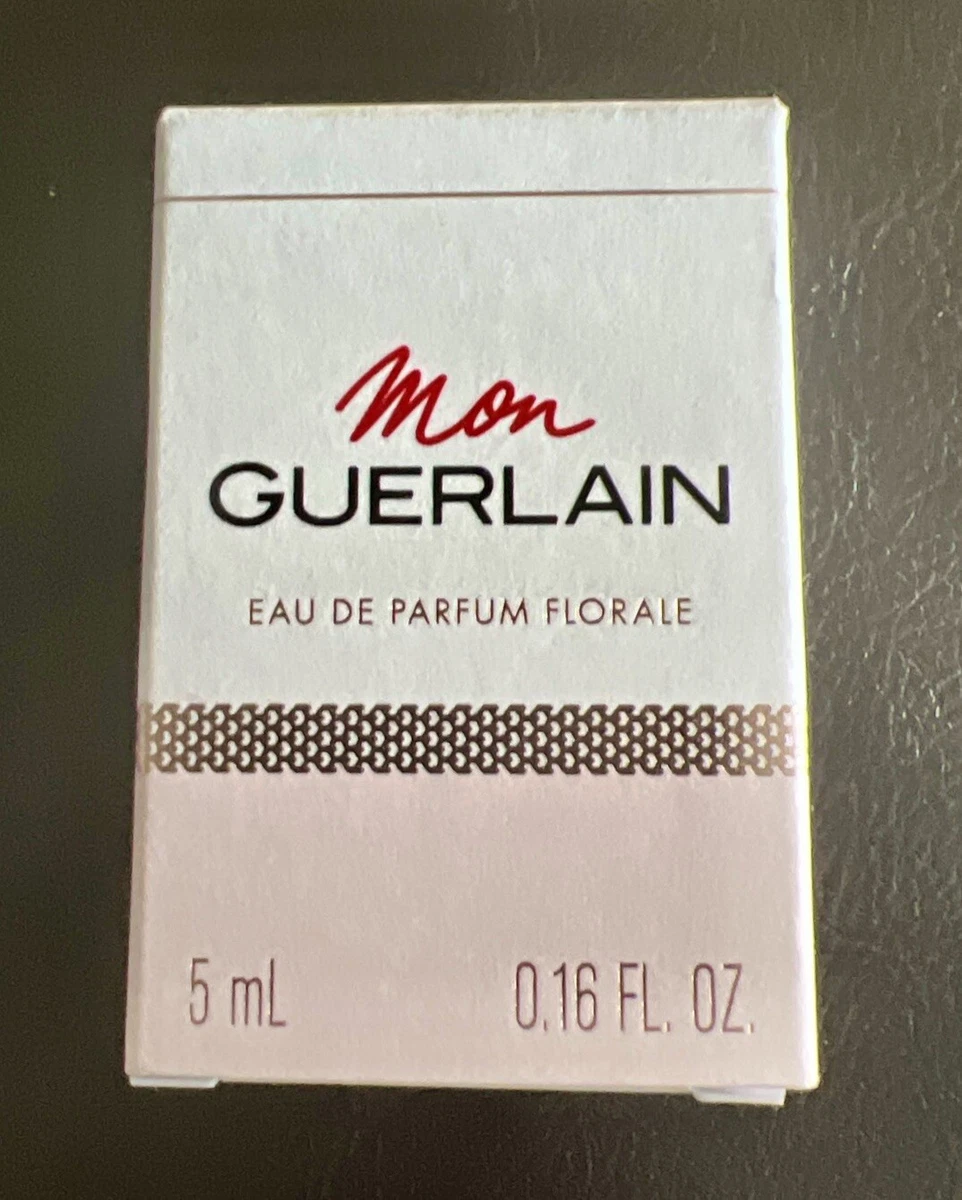 Mon
GUERLAIN
EAU DE PARFUM FLORALE
5 mL 0.16 FL. OZ.